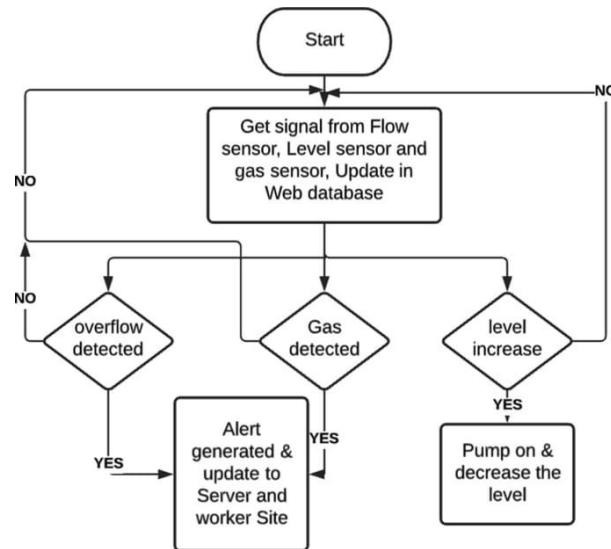 Start
NO
Get signal from Flow
sensor, Level sensor and
gas sensor, Update in
Web database
NO
NO
overflow
detected
Gas
detected
level
increase
YES
YES
YES
Alert
generated &
update to
Server and
worker Site
Pump on &
decrease the
level